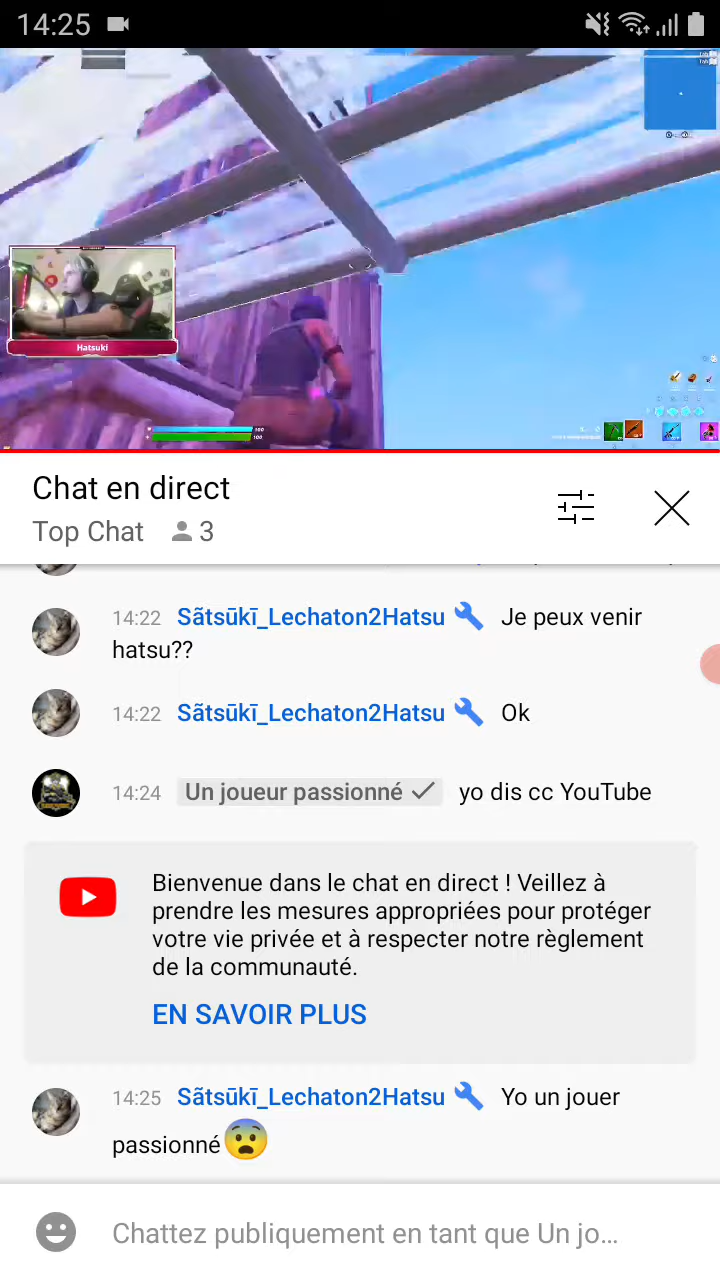 14:25
Hatsuki
100
100
Chat en direct
Top Chat 3
14:22 Sãtsūkī_Lechaton2Hatsu Je peux venir
hatsu??
14:22 Sãtsūkī_Lechaton2Hatsu Ok
14:24 Un joueur passionné yo dis cc YouTube
Bienvenue dans le chat en direct ! Veillez à
prendre les mesures appropriées pour protéger
votre vie privée et à respecter notre règlement
de la communauté.
EN SAVOIR PLUS
14:25 Sãtsūkī_Lechaton2Hatsu Yo un jouer
passionné😨
Chattez publiquement en tant que Un jo...